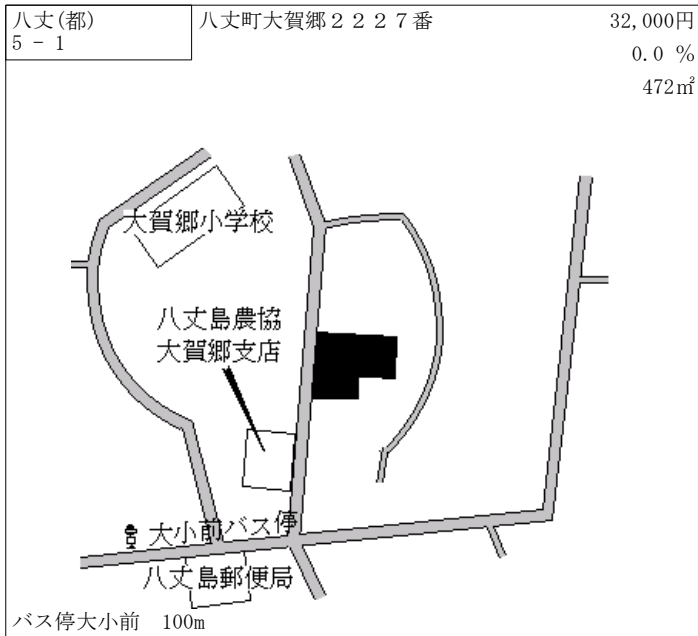 八丈(都)
5 - 1
八丈町大賀郷２２２７番
32,000円
0.0 %
472㎡
大賀郷小学校
八丈島農協
大賀郷支店
大小前バス停
八丈島郵便局
バス停大小前 100m